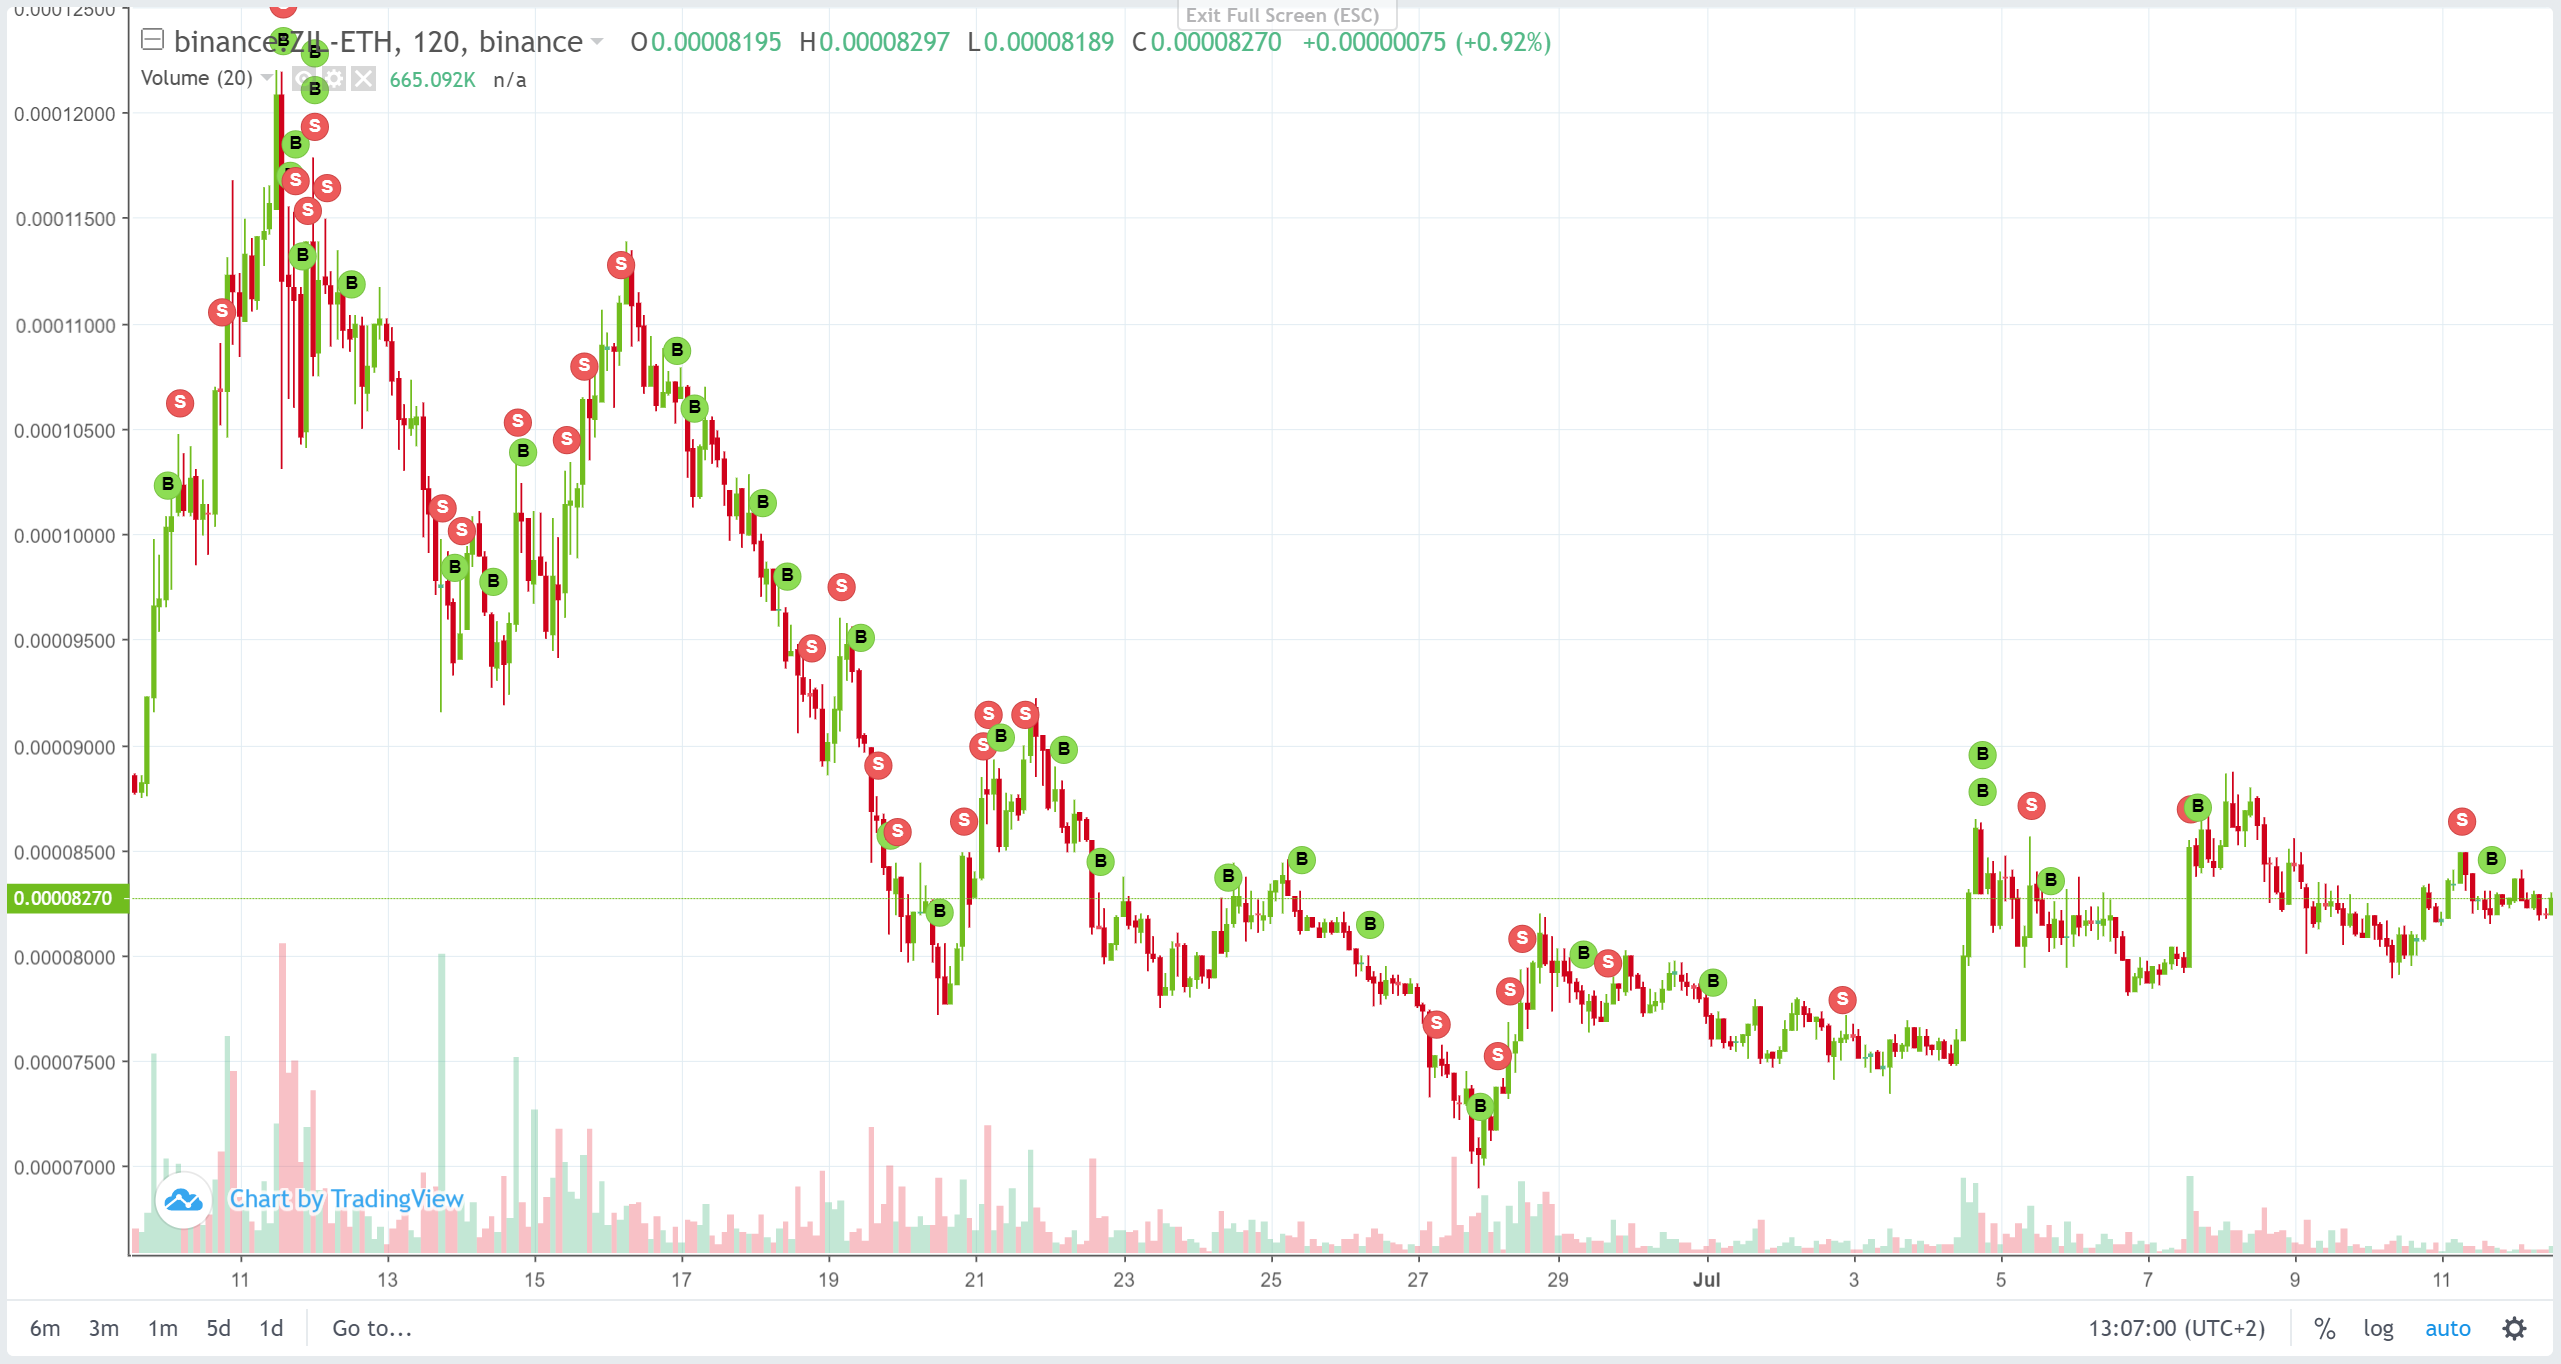 Exit Full Screen (ESC)
binance:ZIL-ETH, 120, binance O0.00008195 H0.00008297 L0.00008189 C0.00008270 +0.00000075 (+0.92%)
Volume (20) 665.092K n/a
0.00012500
0.00012000
0.00011500
0.00011000
0.00010500
0.00010000
0.00009500
0.00009000
0.00008500
0.00008270
0.00008000
0.00007500
0.00007000
S
B
B
B
S
B
S
S
S
B
B
S
S
B
S
S
B
S
B
S
B
S
S
S
B
B
B
B
S
S
B
S
S
B
S
S
S
B
S
B
B
B
B
B
S
B
S
S
S
B
S
B
S
B
B
S
B
B
S
B
Chart by TradingView
11 13 15 17 19 21 23 25 27 29 Jul 3 5 7 9 11
6m 3m 1m 5d 1d Go to... 13:07:00 (UTC+2) % log auto